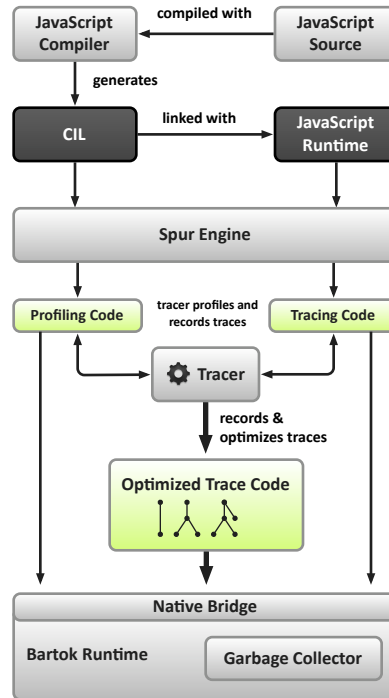 JavaScript
Compiler
compiled with
JavaScript
Source
generates
CIL
linked with
JavaScript
Runtime
Spur Engine
Profiling Code
tracer profiles and
records traces
Tracing Code
Tracer
records &
optimizes traces
Optimized Trace Code
Native Bridge
Bartok Runtime
Garbage Collector